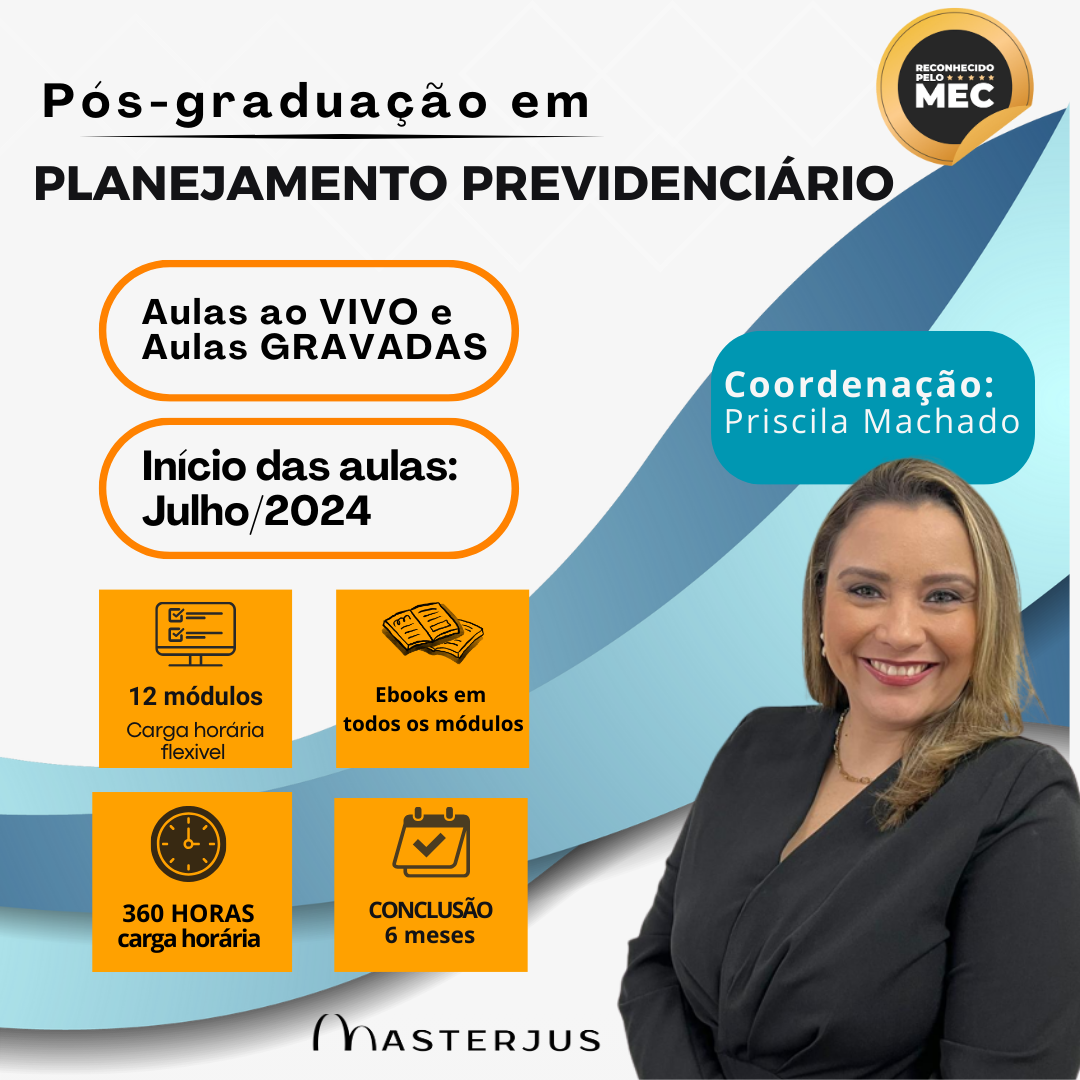 RECONHECIDO
PELO
MEC
Pós-graduação em
PLANEJAMENTO PREVIDENCIÁRIO
Aulas ao VIVO e
Aulas GRAVADAS
Coordenação:
Priscila Machado
Início das aulas:
Julho/2024
12 módulos
Carga horária
flexivel
Ebooks em
todos os módulos
360 HORAS
carga horária
CONCLUSÃO
6 meses
MASTERJUS